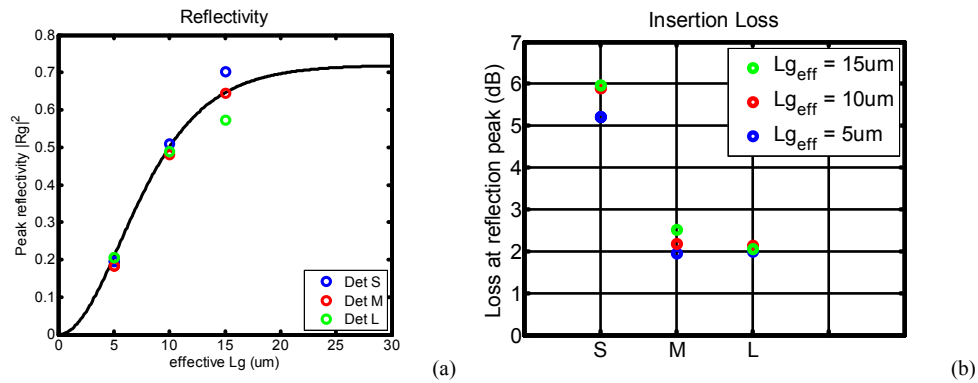 Reflectivity
Peak reflectivity |Rg|²
0.8
0.7
0.6
0.5
0.4
0.3
0.2
0.1
0
0 5 10 15 20 25 30
effective Lg (um)
Det S
Det M
Det L
(a)
Insertion Loss
Loss at reflection peak (dB)
7
6
5
4
3
2
1
0
S M L
Lg_eff = 15um
Lg_eff = 10um
Lg_eff = 5um
(b)